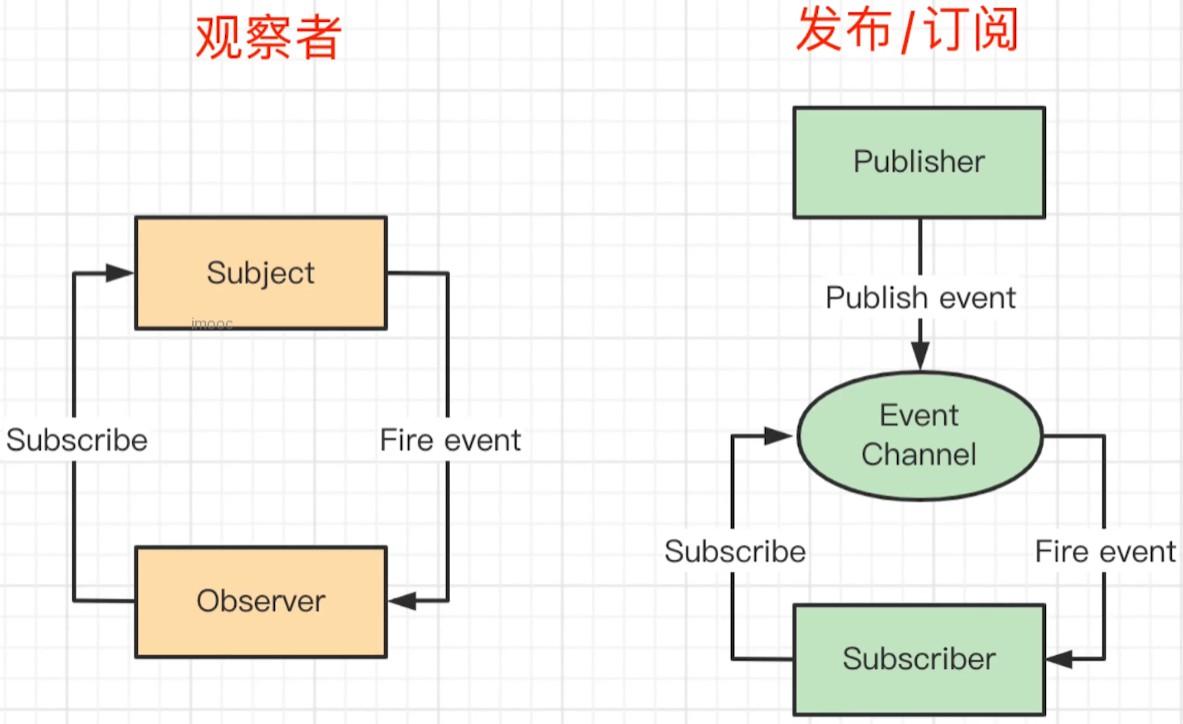 观察者
Subject
imooc
Subscribe
Fire event
Observer
发布/订阅
Publisher
Publish event
Event
Channel
Subscribe
Fire event
Subscriber